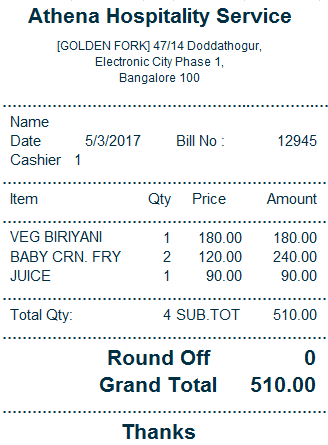 Athena Hospitality Service
[GOLDEN FORK] 47/14 Doddathogur,
Electronic City Phase 1,
Bangalore 100
Name
Date 5/3/2017 Bill No : 12945
Cashier 1
Item Qty Price Amount
VEG BIRIYANI 1 180.00 180.00
BABY CRN. FRY 2 120.00 240.00
JUICE 1 90.00 90.00
Total Qty: 4 SUB.TOT 510.00
Round Off 0
Grand Total 510.00
Thanks